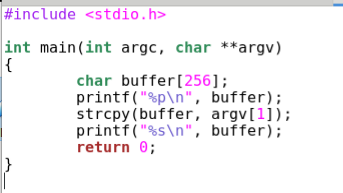 #include <stdio.h>
int main(int argc, char **argv)
{
char buffer[256];
printf("%p\n", buffer);
strcpy(buffer, argv[1]);
printf("%s\n", buffer);
return 0;
}